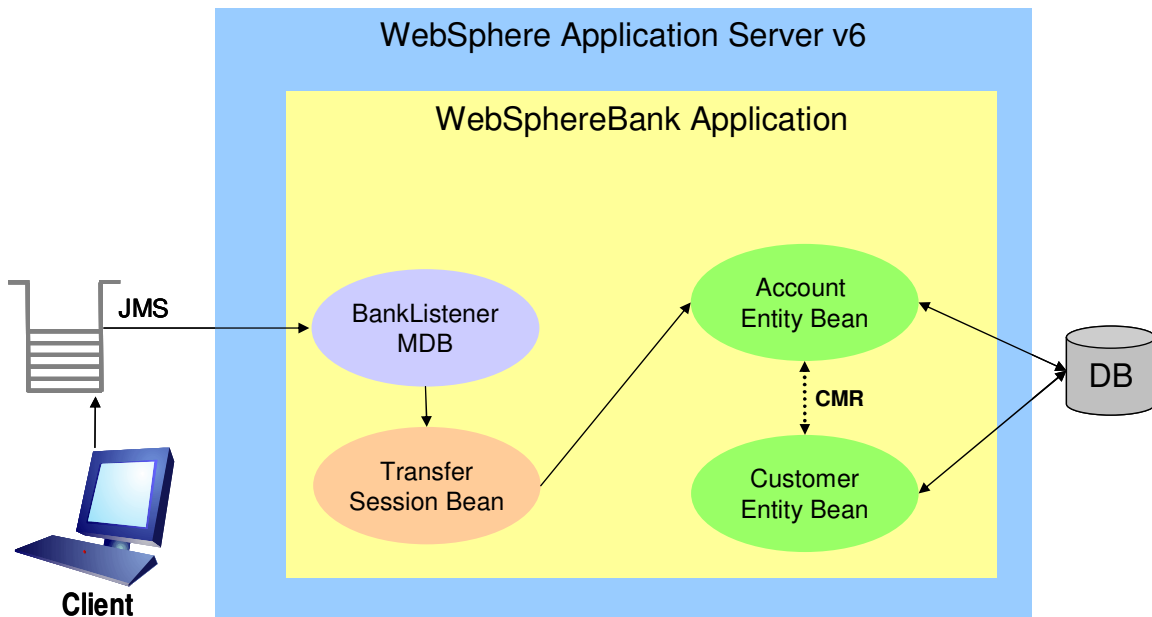 WebSphere Application Server v6
WebSphereBank Application
JMS
BankListener
MDB
Account
Entity Bean
DB
CMR
Transfer
Session Bean
Customer
Entity Bean
Client